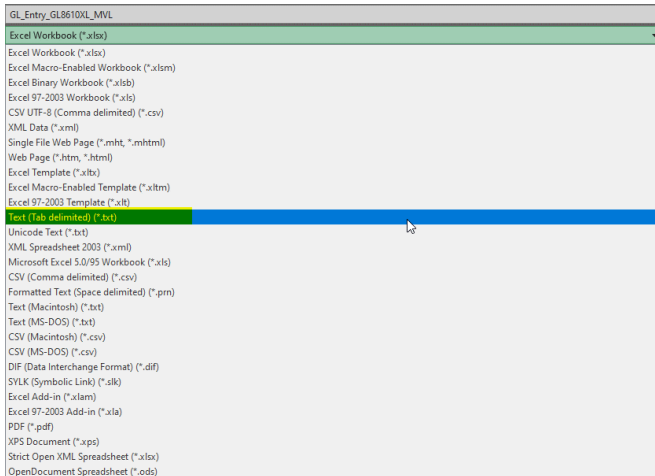 GL_Entry_GL8610XL_MVL
Excel Workbook (*.xlsx)
Excel Workbook (*.xlsx)
Excel Macro-Enabled Workbook (*.xlsm)
Excel Binary Workbook (*.xlsb)
Excel 97-2003 Workbook (*.xls)
CSV UTF-8 (Comma delimited) (*.csv)
XML Data (*.xml)
Single File Web Page (*.mht, *.mhtml)
Web Page (*.htm, *.html)
Excel Template (*.xltx)
Excel Macro-Enabled Template (*.xltm)
Excel 97-2003 Template (*.xlt)
Text (Tab delimited) (*.txt)
Unicode Text (*.txt)
XML Spreadsheet 2003 (*.xml)
Microsoft Excel 5.0/95 Workbook (*.xls)
CSV (Comma delimited) (*.csv)
Formatted Text (Space delimited) (*.prn)
Text (Macintosh) (*.txt)
Text (MS-DOS) (*.txt)
CSV (Macintosh) (*.csv)
CSV (MS-DOS) (*.csv)
DIF (Data Interchange Format) (*.dif)
SYLK (Symbolic Link) (*.slk)
Excel Add-in (*.xlam)
Excel 97-2003 Add-in (*.xla)
PDF (*.pdf)
XPS Document (*.xps)
Strict Open XML Spreadsheet (*.xlsx)
OpenDocument Spreadsheet (*.ods)